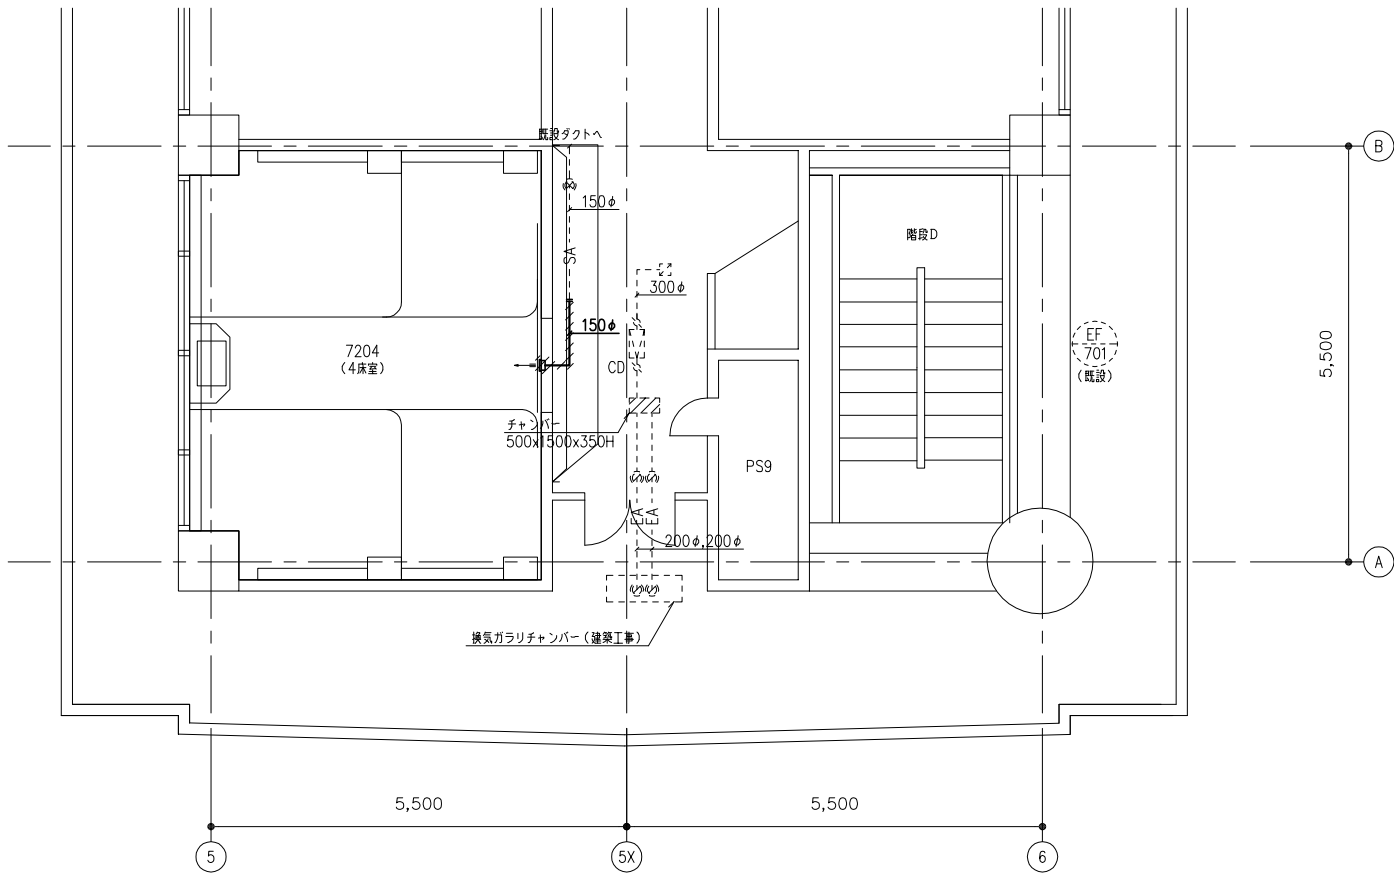 既設ダクトへ
B
150φ
階段D
SA
300φ
150φ
EF
701
(既設)
5,500
7204
(4床室)
CD
チャンバー
500x1500x350H
PS9
EA
EA
200φ,200φ
A
換気ガラリチャンバー(建築工事)
5,500
5,500
5
5X
6